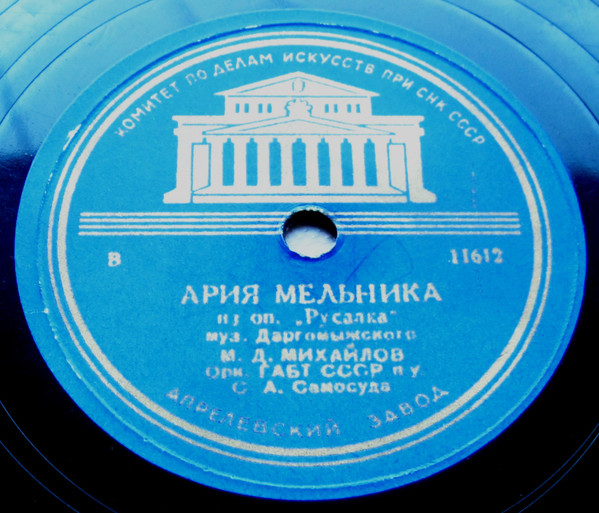 КОМИТЕТ ПО ДЕЛАМ ИСКУССТВ ПРИ СНК СССР
В 11612
АРИЯ МЕЛЬНИКА
из оп. „Русалка"
муз. Даргомыжского
М. Д. МИХАЙЛОВ
Орк. ГАБТ СССР п/у
С. А. Самосуда
АПРЕЛЕВСКИЙ ЗАВОД